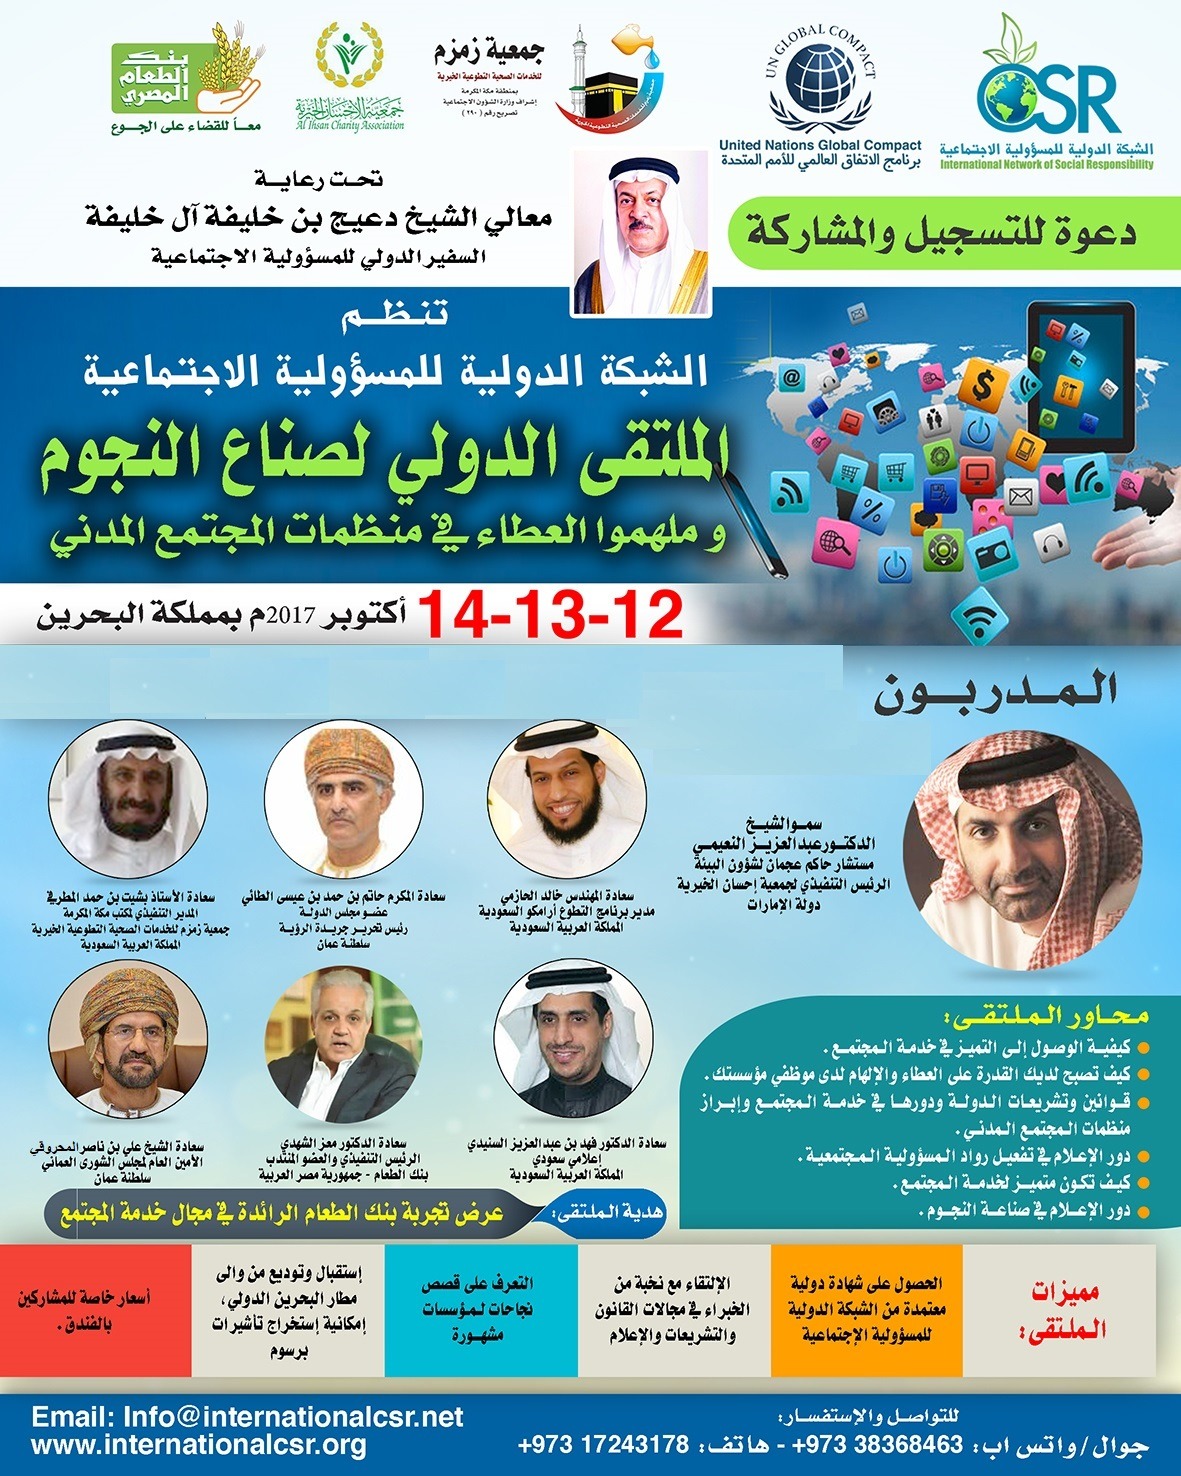 بنك
الطعام
المصري
معاً للقضاء على الجوع
جمعية الاحسان الخيرية
Al Ihsan Charity Association
جمعية زمزم
للخدمات الصحية التطوعية الخيرية
بمنطقة مكة المكرمة
إشراف وزارة الشؤون الاجتماعية
تصريح رقم ( ٢٩٠ )
UN GLOBAL COMPACT
United Nations Global Compact
برنامج الاتفاق العالمي للأمم المتحدة
CSR
الشبكة الدولية للمسؤولية الاجتماعية
International Network of Social Responsibility
دعوة للتسجيل والمشاركة
تحت رعاية
معالي الشيخ دعيج بن خليفة آل خليفة
السفير الدولي للمسؤولية الاجتماعية
تنظم
الشبكة الدولية للمسؤولية الاجتماعية
الملتقى الدولي لصناع النجوم
و ملهموا العطاء في منظمات المجتمع المدني
14-13-12 أكتوبر 2017م بمملكة البحرين
المدربون
سمو الشيخ
الدكتور عبد العزيز النعيمي
مستشار حاكم عجمان لشؤون البيئة
الرئيس التنفيذي لجمعية إحسان الخيرية
دولة الإمارات
سعادة المهندس خالد الحازمي
مدير برنامج التطوع أرامكو السعودية
المملكة العربية السعودية
سعادة المكرم حاتم بن حمد بن عيسى الطائي
عضو مجلس الدولة
رئيس تحرير جريدة الرؤية
سلطنة عمان
سعادة الأستاذ بشيت بن حمد المطرفي
المدير التنفيذي لمكتب مكة المكرمة
جمعية زمزم للخدمات الصحية التطوعية الخيرية
المملكة العربية السعودية
سعادة الدكتور فهد بن عبدالعزيز السنيدي
إعلامي سعودي
المملكة العربية السعودية
سعادة الدكتور معز الشهدي
الرئيس التنفيذي والعضو المنتدب
بنك الطعام - جمهورية مصر العربية
سعادة الشيخ علي بن ناصر المحروقي
الأمين العام لمجلس الشورى العماني
سلطنة عمان
محاور الملتقى:
كيفية الوصول إلى التميز في خدمة المجتمع .
كيف تصبح لديك القدرة على العطاء والإلهام لدى موظفي مؤسستك .
قوانين وتشريعات الدولة ودورها في خدمة المجتمع وإبراز
منظمات المجتمع المدني .
دور الإعلام في تفعيل رواد المسؤولية المجتمعية .
كيف تكون متميز لخدمة المجتمع .
دور الإعلام في صناعة النجوم .
هدية الملتقى: عرض تجربة بنك الطعام الرائدة في مجال خدمة المجتمع
مميزات
الملتقى:
الحصول على شهادة دولية
معتمدة من الشبكة الدولية
للمسؤولية الإجتماعية
الإلتقاء مع نخبة من
الخبراء في مجالات القانون
والتشريعات والإعلام
التعرف على قصص
نجاحات لمؤسسات
مشهورة
إستقبال وتوديع من والى
مطار البحرين الدولي،
إمكانية إستخراج تأشيرات
برسوم
أسعار خاصة للمشاركين
بالفندق .
للتواصل والإستفسار:
جوال/واتس اب: 38368463 973+ - هاتف: 17243178 973+
Email: Info@internationalcsr.net
www.internationalcsr.org